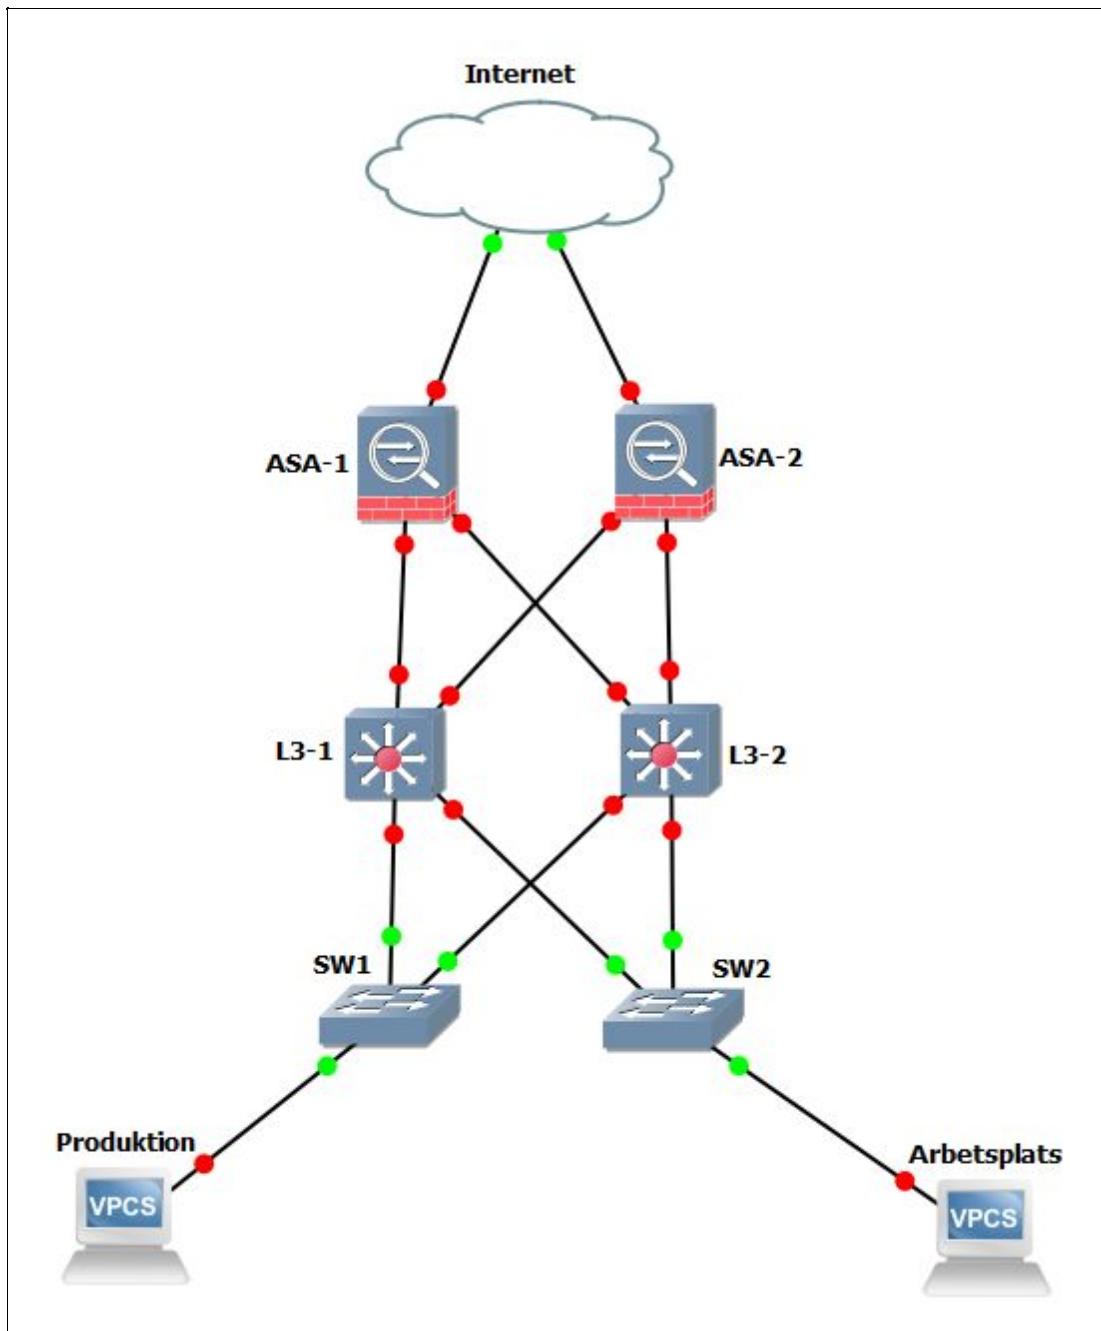 Internet
ASA-1
ASA-2
L3-1
L3-2
SW1
SW2
Produktion
Arbetsplats
VPCS
VPCS